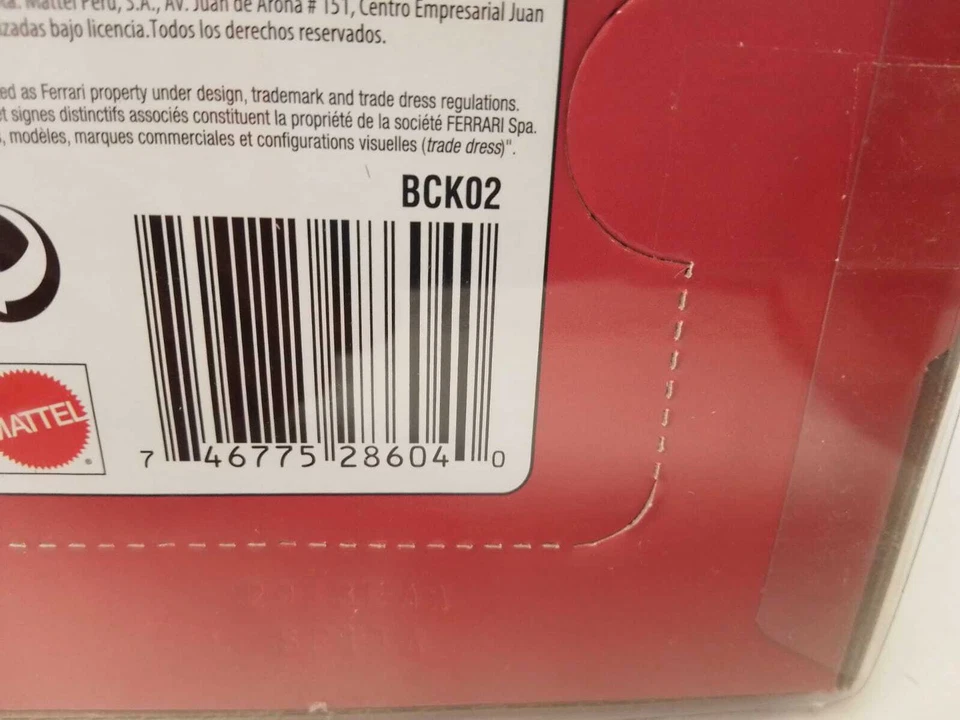 Mattel Perú, S.A., Av. Juan de Arona # 151, Centro Empresarial Juan
bajo licencia.Todos los derechos reservados.
as Ferrari property under design, trademark and trade dress regulations.
et signes distinctifs associés constituent la propriété de la société FERRARI Spa.
, modèles, marques commerciales et configurations visuelles (trade dress)".
BCK02
MATTEL
®
7 46775 28604 0